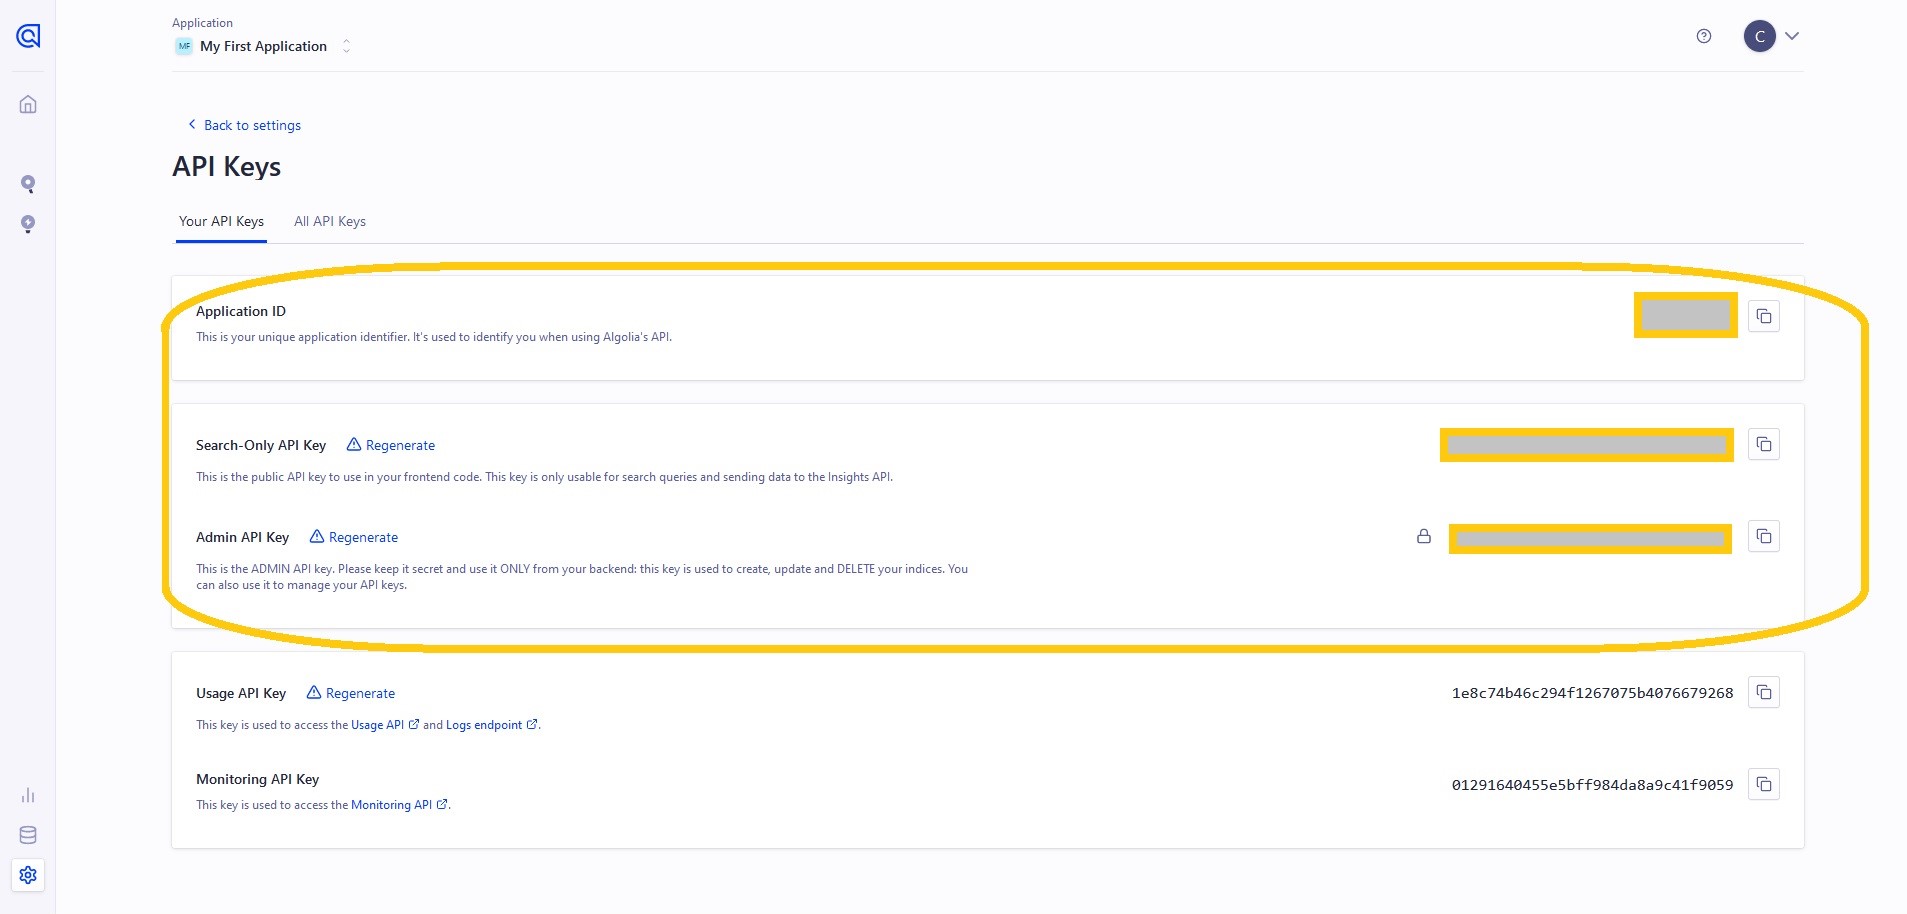 Application
MF My First Application
C
Back to settings
API Keys
Your API Keys All API Keys
Application ID
This is your unique application identifier. It's used to identify you when using Algolia's API.
Search-Only API Key Regenerate
This is the public API key to use in your frontend code. This key is only usable for search queries and sending data to the Insights API.
Admin API Key Regenerate
This is the ADMIN API key. Please keep it secret and use it ONLY from your backend: this key is used to create, update and DELETE your indices. You
can also use it to manage your API keys.
Usage API Key Regenerate 1e8c74b46c294f1267075b4076679268
This key is used to access the Usage API and Logs endpoint.
Monitoring API Key 01291640455e5bff984da8a9c41f9059
This key is used to access the Monitoring API.